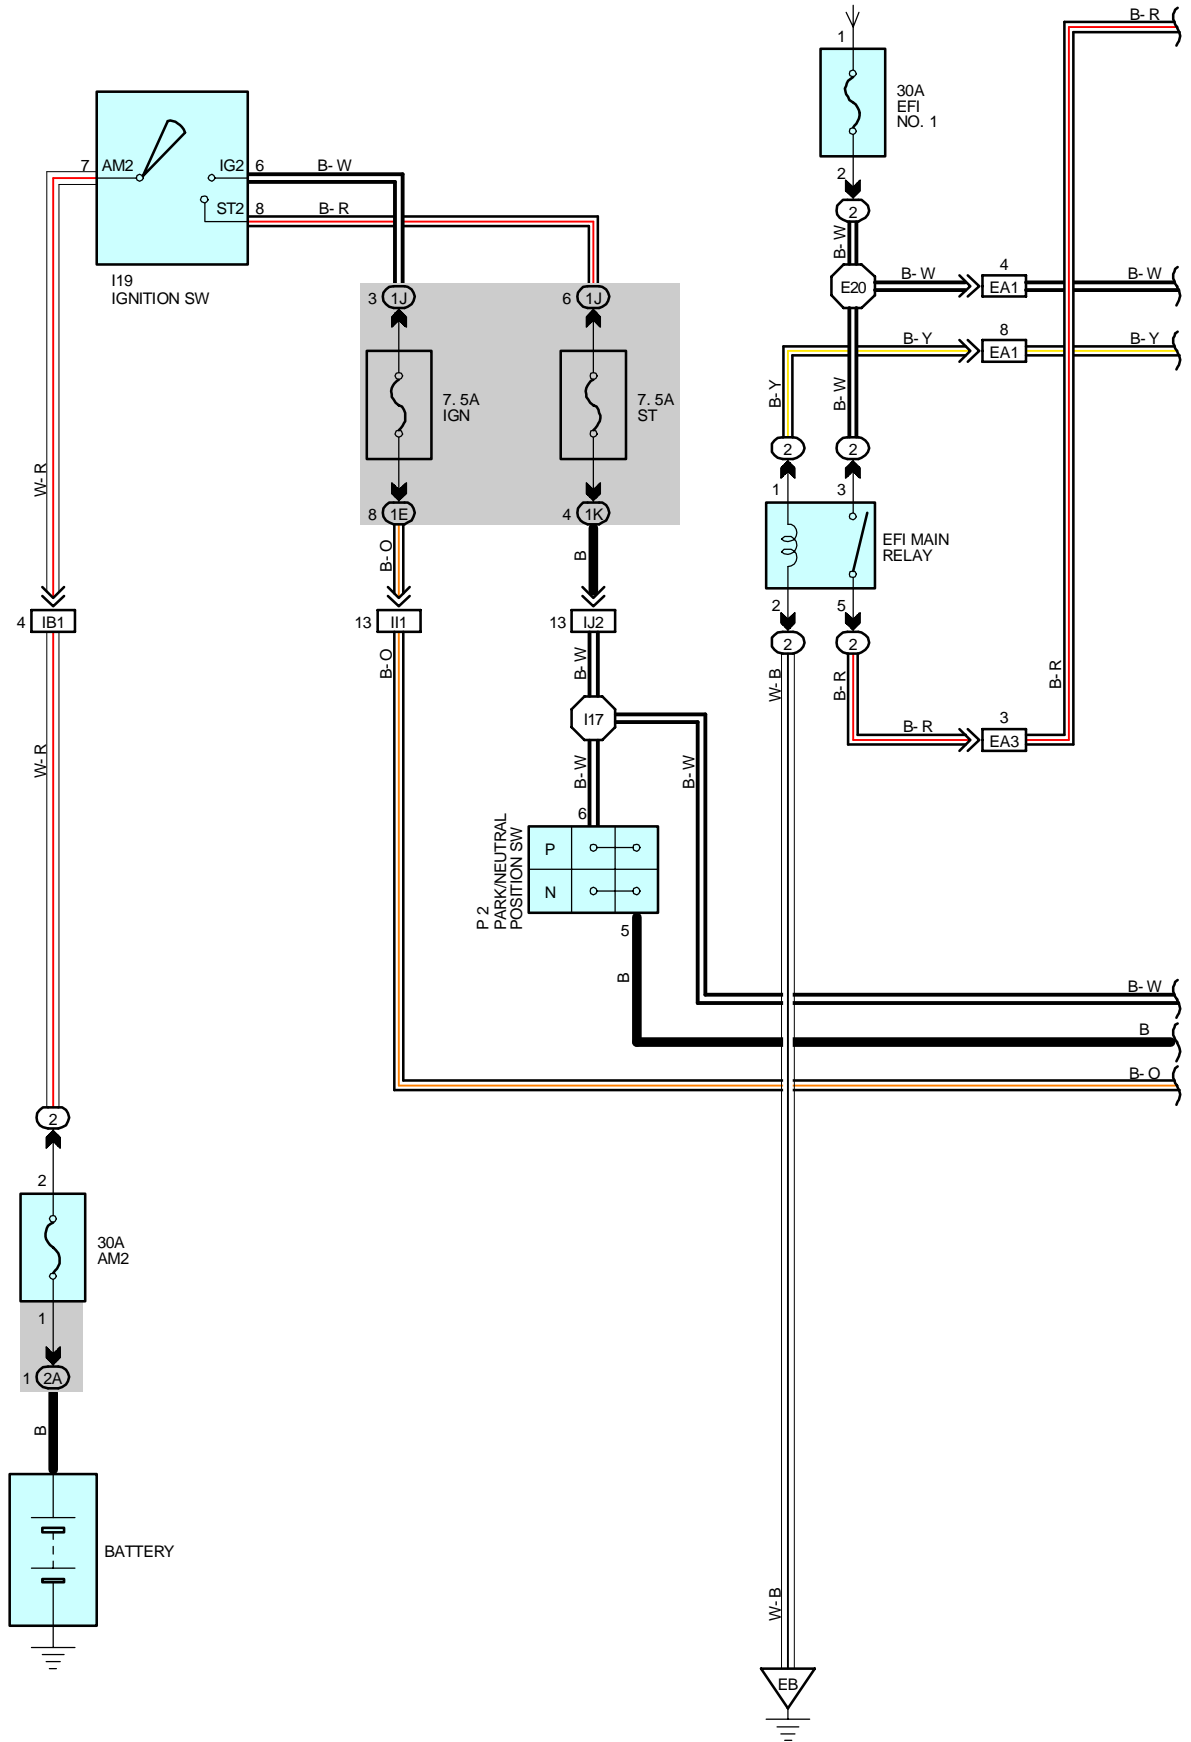 B- R
1
30A
EFI
NO. 1
2
2
7
AM2
IG2
6
B- W
ST2
8
B- R
I19
IGNITION SW
B- W
E20
B- W
4
EA1
B- W
3
1J
6
1J
B- Y
8
EA1
B- Y
B- Y
B- W
7. 5A
IGN
7. 5A
ST
2
2
1
3
W- R
8
1E
4
1K
EFI MAIN
RELAY
B- O
B
2
5
4
IB1
13
II1
13
IJ2
2
2
B- O
B- W
W- B
B- R
B- R
I17
B- R
3
EA3
W- R
B- W
B- W
6
P 2
PARK/NEUTRAL
POSITION SW
P
N
5
B
B- W
B
B- O
2
2
30A
AM2
1
1
2A
B
BATTERY
W- B
EB